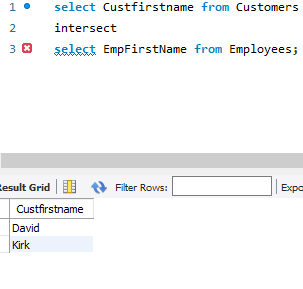 1 select Custfirstname from Customers
2 intersect
3 select EmpFirstName from Employees;
Result Grid Filter Rows: Expo
Custfirstname
David
Kirk